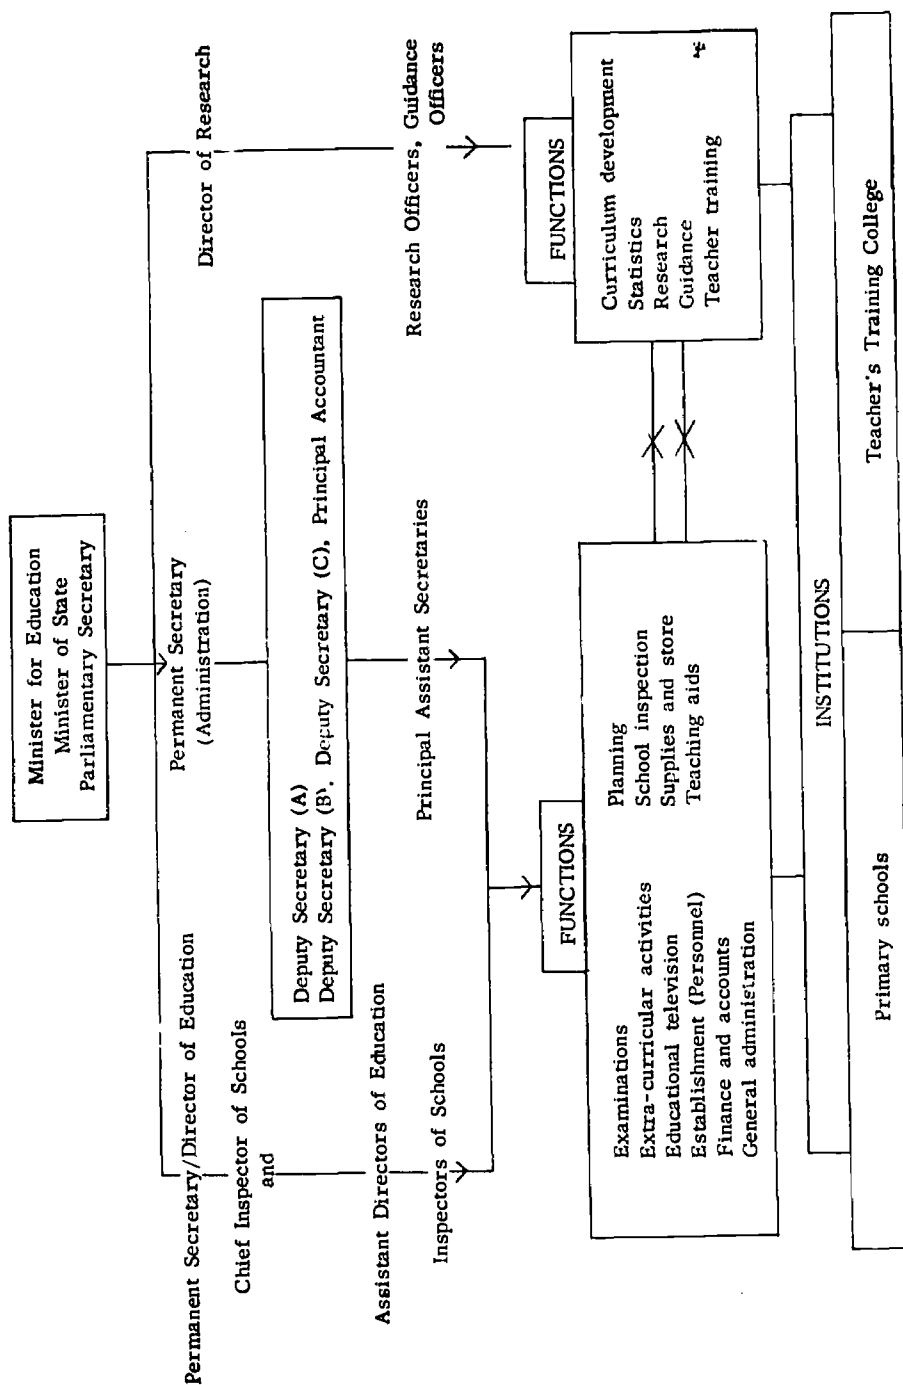 Minister for Education
Minister of State
Parliamentary Secretary
Permanent Secretary/Director of Education
Permanent Secretary
(Administration)
Director of Research
Chief Inspector of Schools
and
Deputy Secretary (A)
Deputy Secretary (B), Deputy Secretary (C), Principal Accountant
Assistant Directors of Education
Inspectors of Schools
Principal Assistant Secretaries
Research Officers, Guidance
Officers
FUNCTIONS
Examinations
Extra-curricular activities
Educational television
Establishment (Personnel)
Finance and accounts
General administration
Planning
School inspection
Supplies and store
Teaching aids
FUNCTIONS
Curriculum development
Statistics
Research
Guidance
Teacher training
INSTITUTIONS
Primary schools
Teacher's Training College